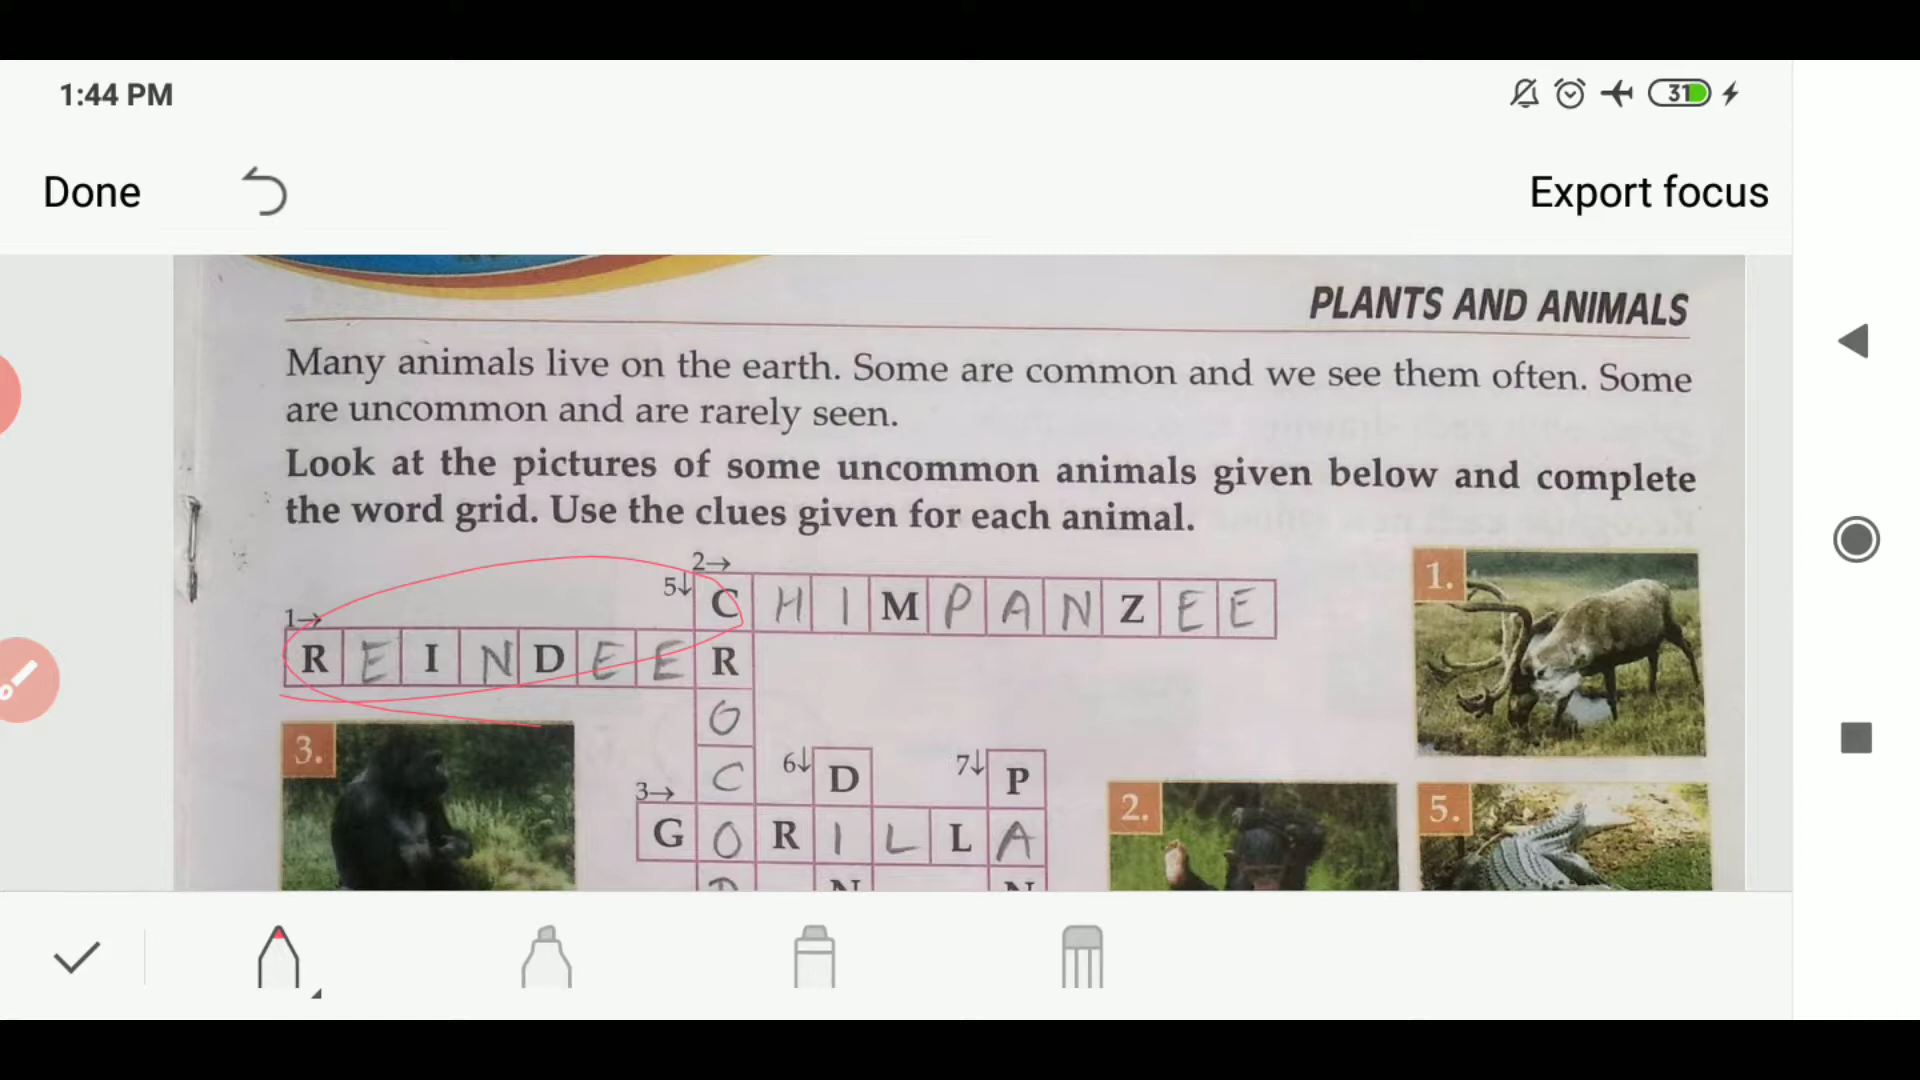 1:44 PM
31
Done
Export focus
PLANTS AND ANIMALS
Many animals live on the earth. Some are common and we see them often. Some
are uncommon and are rarely seen.
Look at the pictures of some uncommon animals given below and complete
the word grid. Use the clues given for each animal.
2→
5↓ C H I M P A N Z E E
1→
R E I N D E E R
O
C 6↓ D 7↓ P
3→
G O R I L L A
D N N
1.
3.
2.
5.